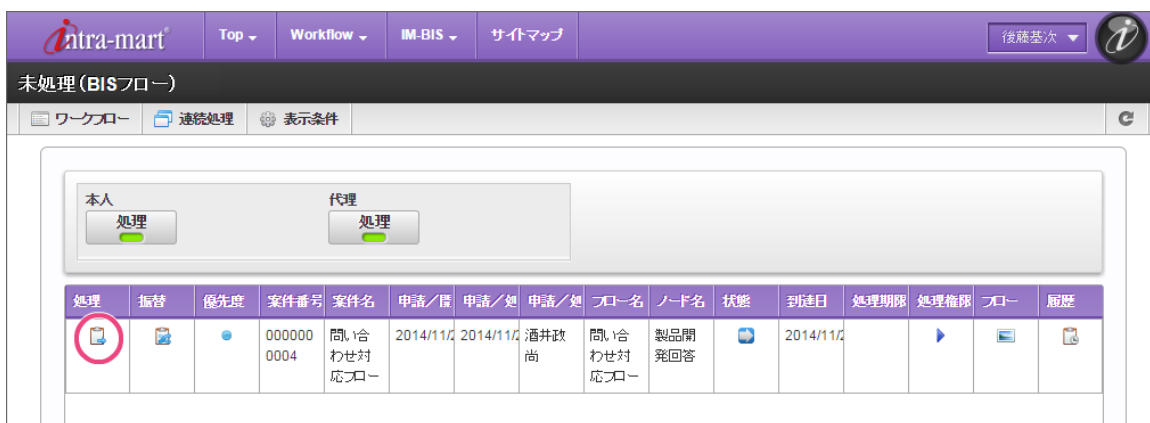 intra-mart Top Workflow IM-BIS サイトマップ 後藤基次
未処理(BISフロー)
ワークフロー 連続処理 表示条件
本人 代理
処理 処理
処理 振替 優先度 案件番号 案件名 申請/ 申請/処 申請/処 フロー名 ノード名 状態 到達日 処理期限 処理権限 フロー 履歴
000000 問い合 2014/11/2 2014/11/2 酒井政 問い合 製品開 2014/11/2
0004 わせ対 尚 わせ対 発回答
応フロー 応フロー